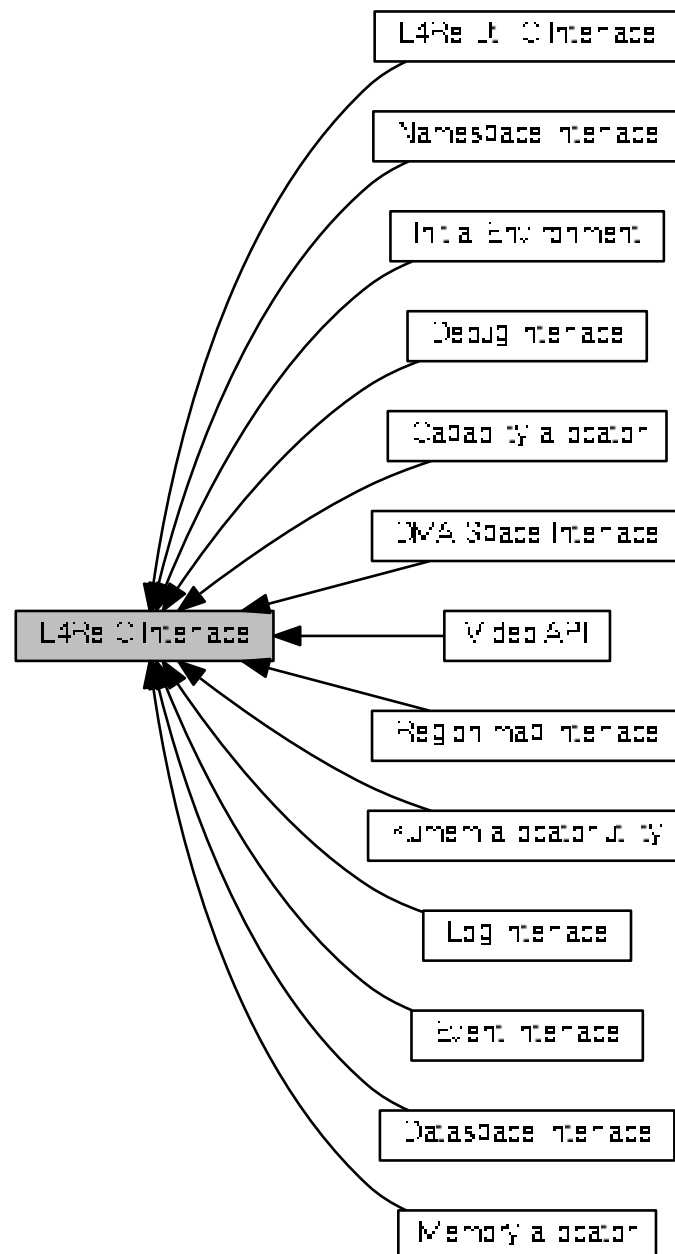 L4Re Util C Interface
Namespace interface
Initial Environment
Debug interface
Capability allocator
DMA Space Interface
L4Re C Interface
Video API
Region map interface
Kumem allocator utility
Log interface
Event interface
Dataspace interface
Memory allocator